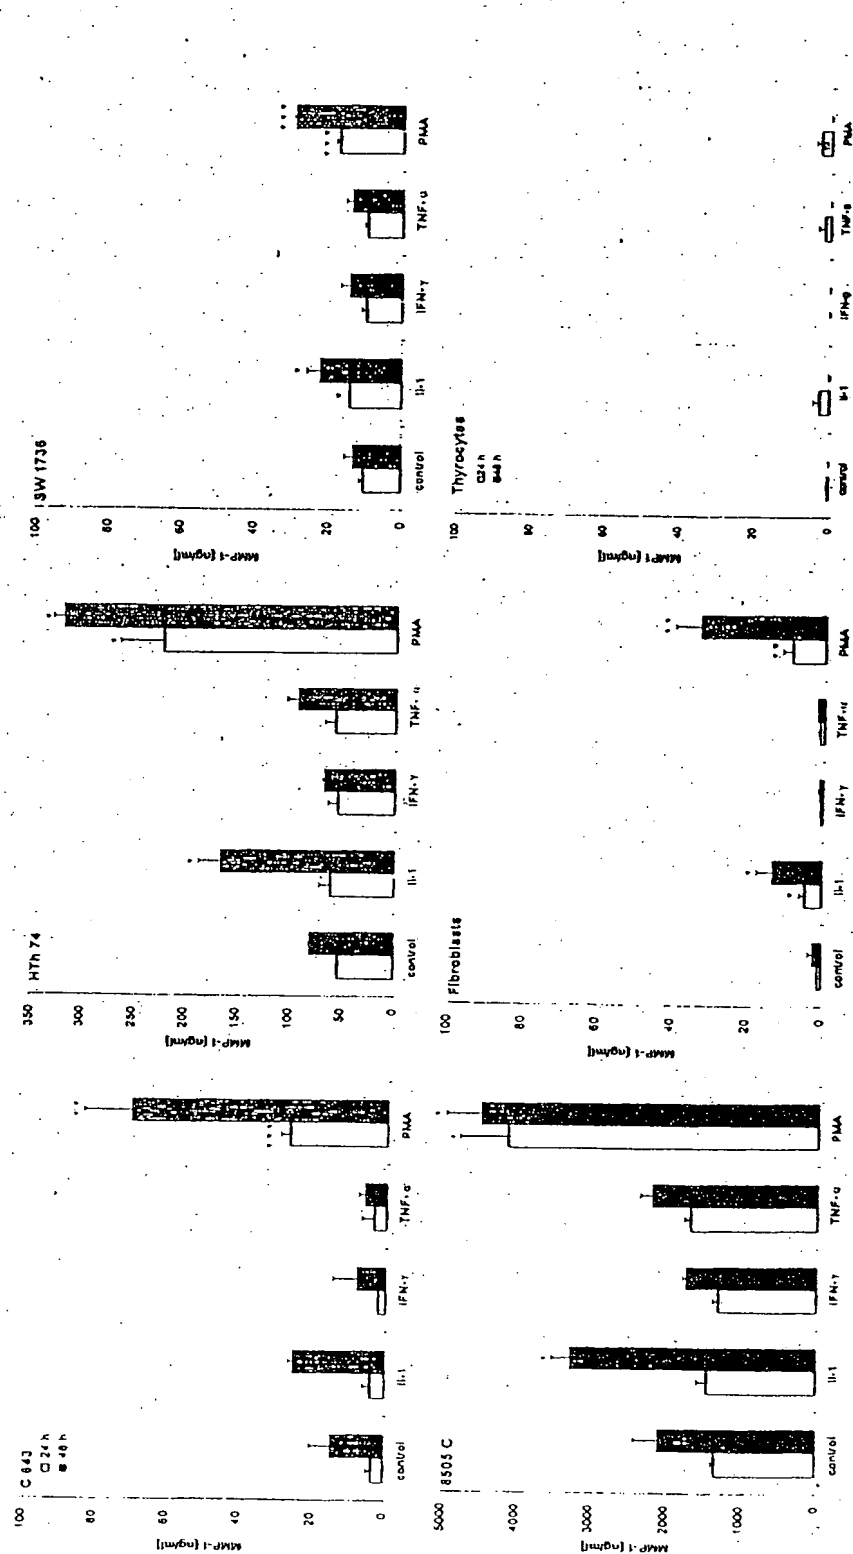 C 643
□ 24 h
■ 48 h
MMP-1 [ng/ml]
100
80
60
40
20
0
control
Il-1
IFN-γ
TNF-α
PMA
HTh 74
MMP-1 [ng/ml]
350
300
250
200
150
100
50
0
control
Il-1
IFN-γ
TNF-α
PMA
SW 1736
MMP-1 [ng/ml]
100
80
60
40
20
0
control
Il-1
IFN-γ
TNF-α
PMA
8505 C
MMP-1 [ng/ml]
5000
4000
3000
2000
1000
0
control
Il-1
IFN-γ
TNF-α
PMA
Fibroblasts
MMP-1 [ng/ml]
100
80
60
40
20
0
control
Il-1
IFN-γ
TNF-α
PMA
Thyrocytes
□ 24 h
■ 48 h
MMP1 [ng/ml]
100
80
60
40
20
0
control
Il-1
IFN-g
TNF-a
PMA